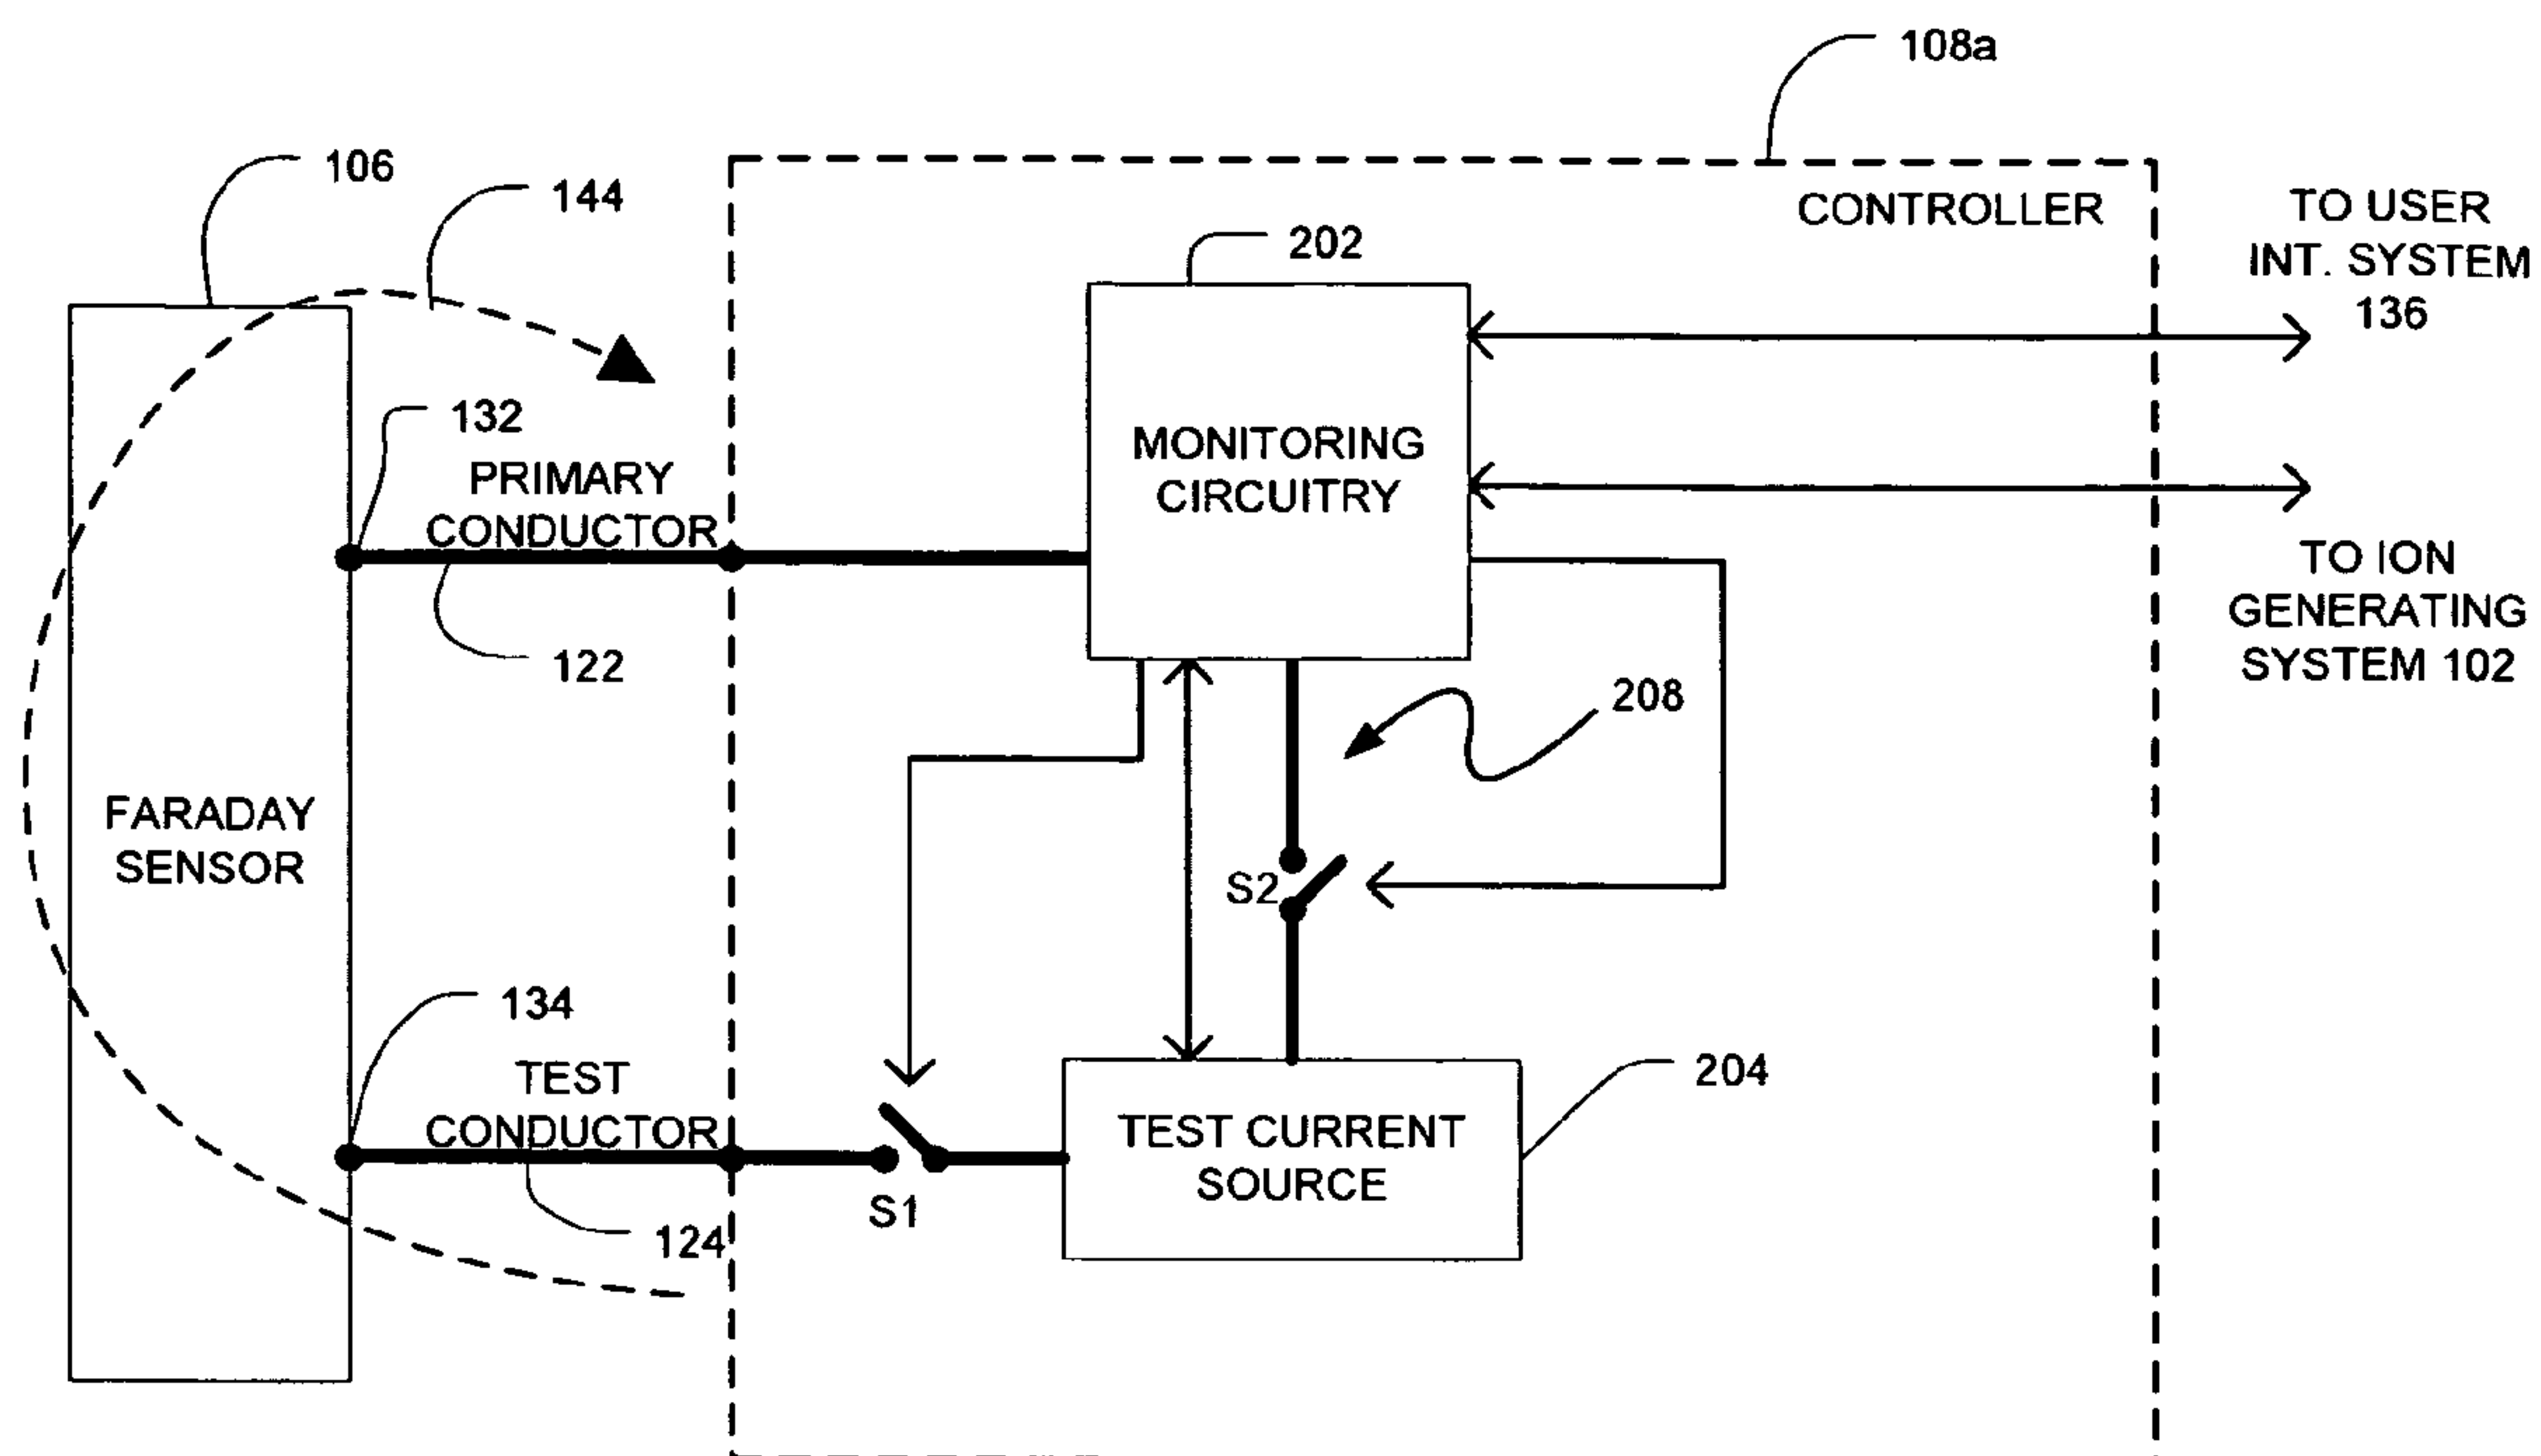 108a
106
144
CONTROLLER
TO USER
INT. SYSTEM
136
202
132
PRIMARY
CONDUCTOR
MONITORING
CIRCUITRY
TO ION
GENERATING
SYSTEM 102
122
208
FARADAY
SENSOR
S2
134
TEST
CONDUCTOR
204
TEST CURRENT
SOURCE
S1
124